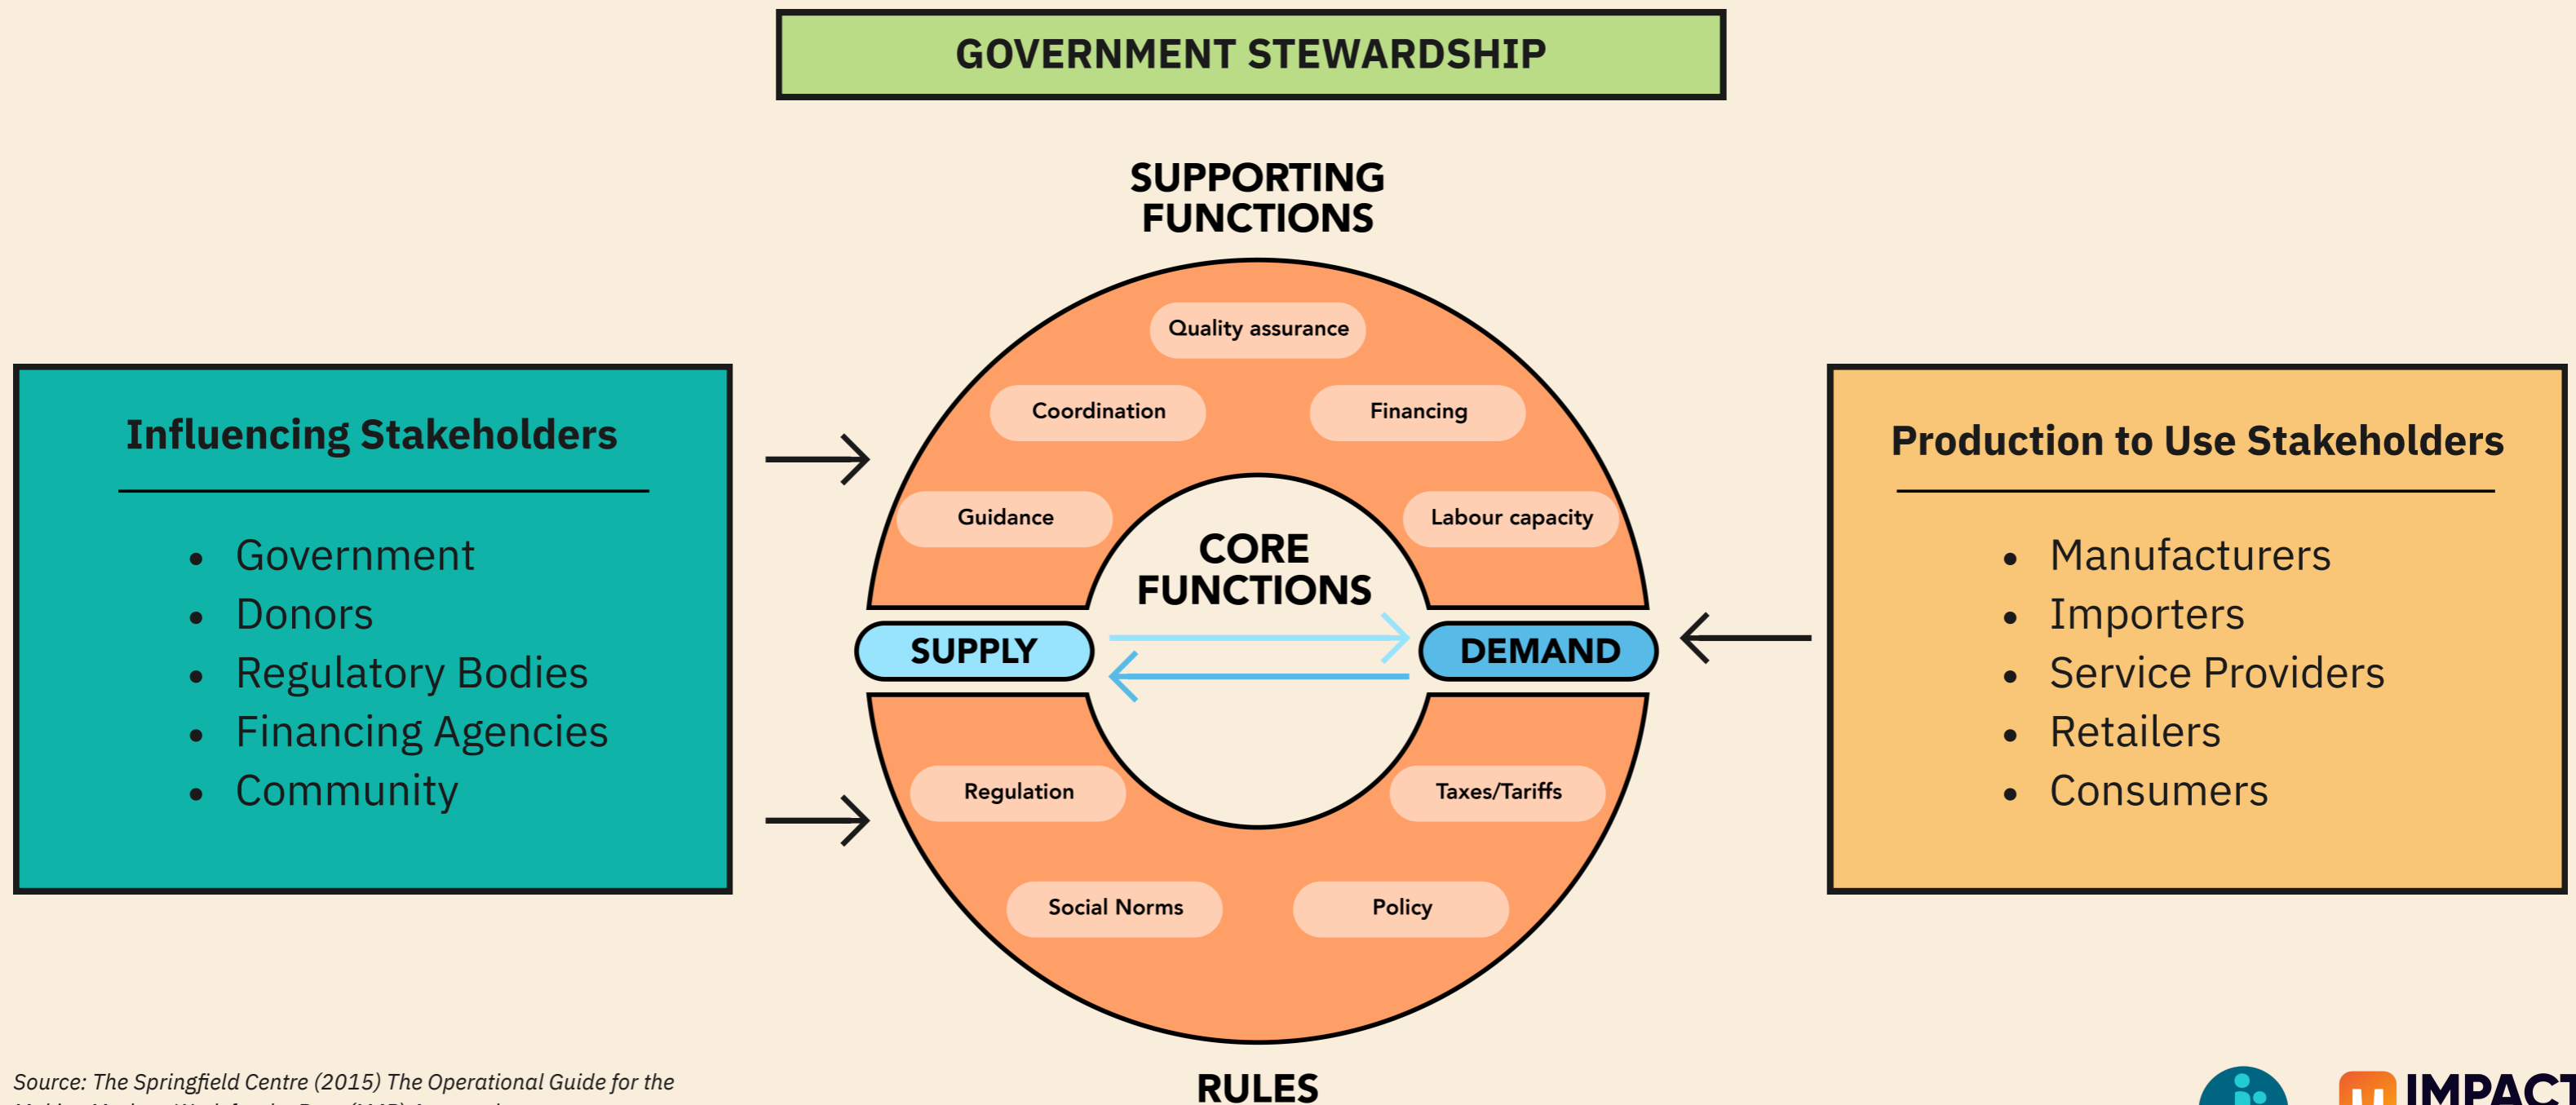 GOVERNMENT STEWARDSHIP
SUPPORTING
FUNCTIONS
Quality assurance
Coordination
Financing
Guidance
Labour capacity
CORE
FUNCTIONS
SUPPLY
DEMAND
Regulation
Taxes/Tariffs
Social Norms
Policy
RULES
Influencing Stakeholders
• Government
• Donors
• Regulatory Bodies
• Financing Agencies
• Community
Production to Use Stakeholders
• Manufacturers
• Importers
• Service Providers
• Retailers
• Consumers
Source: The Springfield Centre (2015) The Operational Guide for the
IMPACT